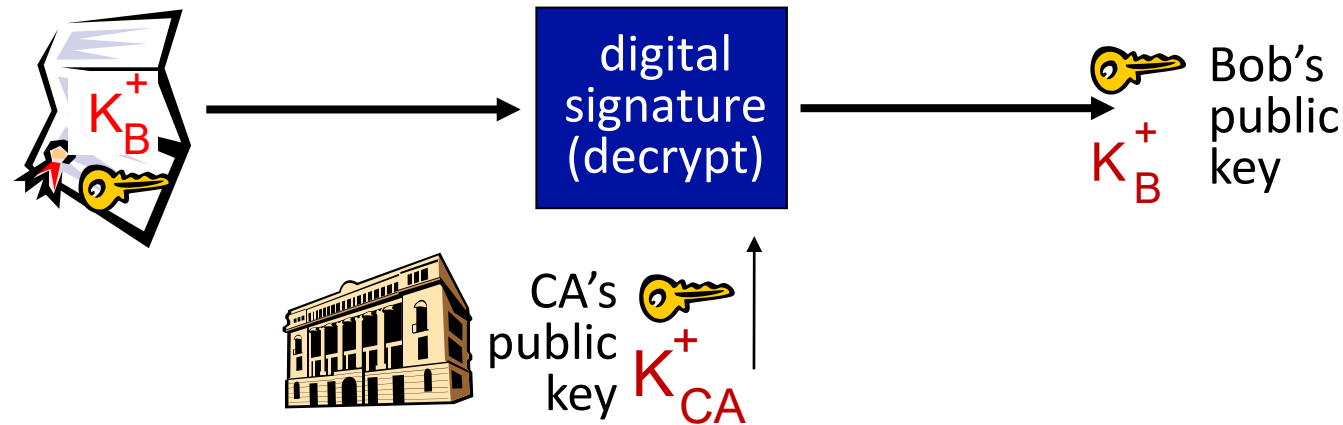 K+B
digital
signature
(decrypt)
Bob’s
public
key
K+B
CA’s
public
key
K+CA